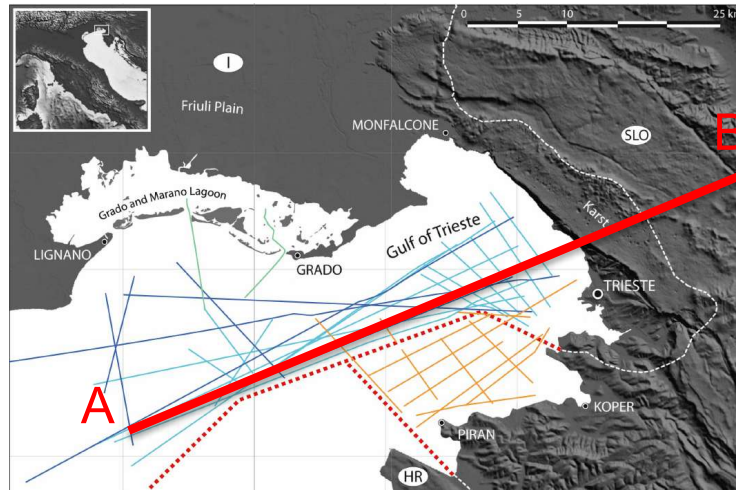 0 5 10 15 25 km
I
Friuli Plain
MONFALCONE
SLO
Grado and Marano Lagoon
Karst
Gulf of Trieste
LIGNANO
GRADO
TRIESTE
A
KOPER
PIRAN
HR